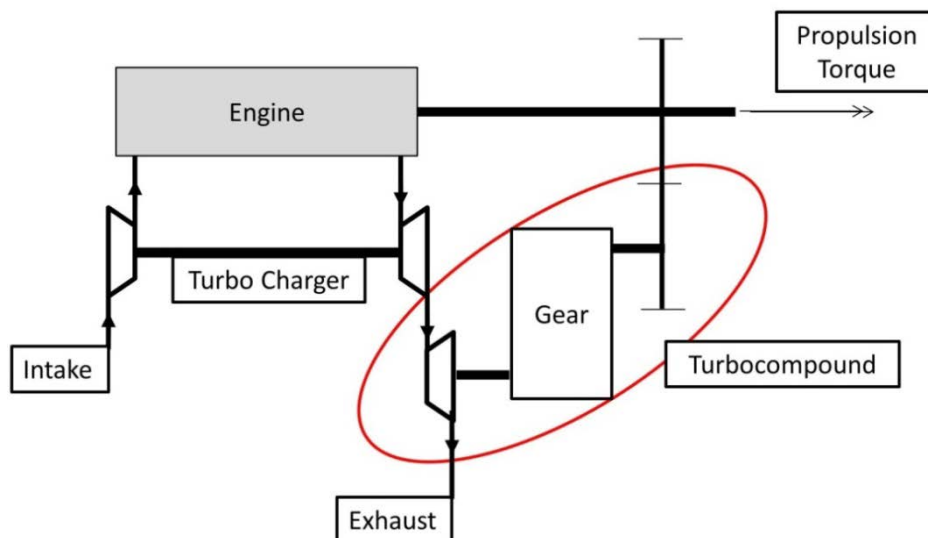 Propulsion
Torque
Engine
Turbo Charger
Gear
Intake
Turbocompound
Exhaust